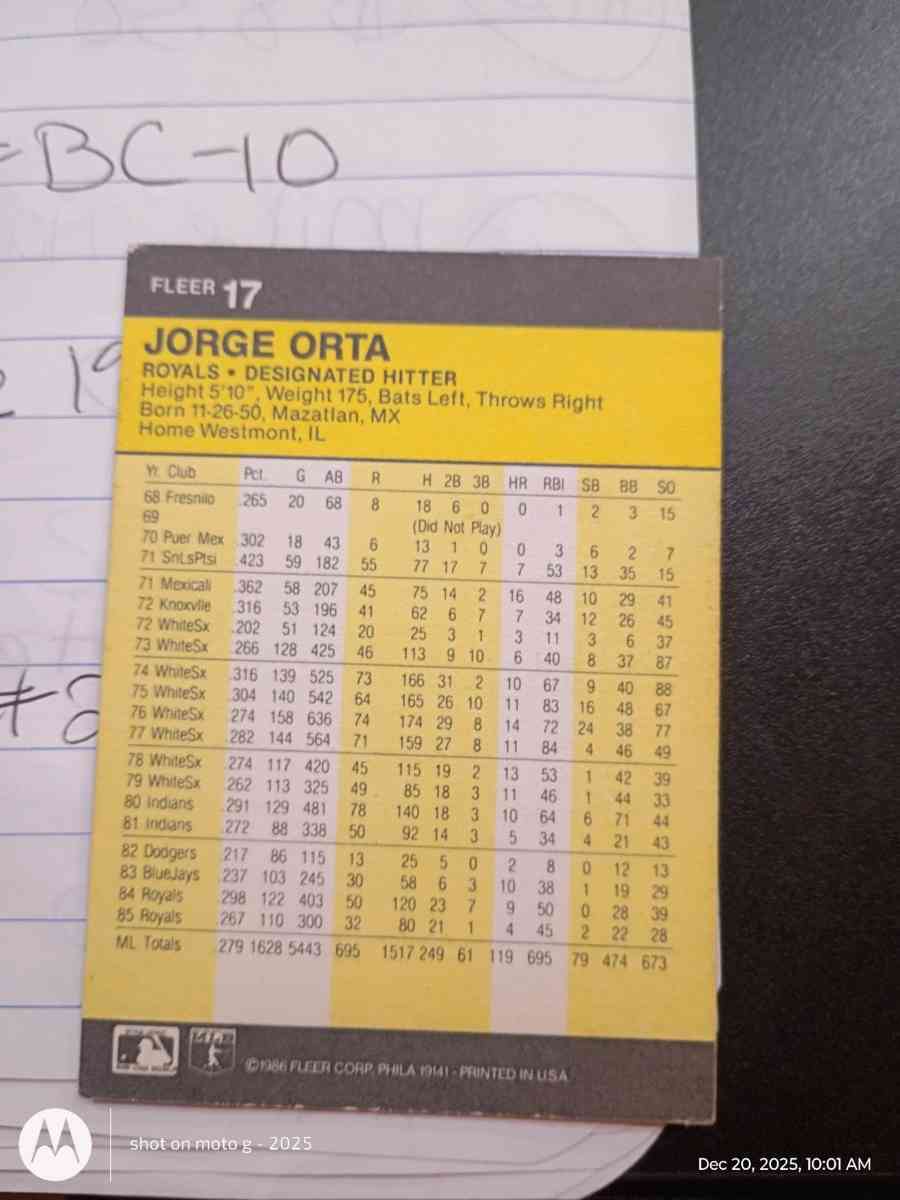 =BC-10
FLEER 17
JORGE ORTA
ROYALS • DESIGNATED HITTER
Height 5'10", Weight 175, Bats Left, Throws Right
Born 11-26-50, Mazatlan, MX
Home Westmont, IL
Yr. Club Pct. G AB R H 2B 3B HR RBI SB BB SO
68 Fresnilo .265 20 68 8 18 6 0 0 1 2 3 15
69 (Did Not Play)
70 Puer Mex .302 18 43 6 13 1 0 0 3 6 2 7
71 SnLsPtsi .423 59 182 55 77 17 7 7 53 13 35 15
71 Mexicali .362 58 207 45 75 14 2 16 48 10 29 41
72 Knoxvlle .316 53 196 41 62 6 7 7 34 12 26 45
72 WhiteSx .202 51 124 20 25 3 1 3 11 3 6 37
73 WhiteSx .266 128 425 46 113 9 10 6 40 8 37 87
74 WhiteSx .316 139 525 73 166 31 2 10 67 9 40 88
75 WhiteSx .304 140 542 64 165 26 10 11 83 16 48 67
76 WhiteSx .274 158 636 74 174 29 8 14 72 24 38 77
77 WhiteSx .282 144 564 71 159 27 8 11 84 4 46 49
78 WhiteSx .274 117 420 45 115 19 2 13 53 1 42 39
79 WhiteSx .262 113 325 49 85 18 3 11 46 1 44 33
80 Indians .291 129 481 78 140 18 3 10 64 6 71 44
81 Indians .272 88 338 50 92 14 3 5 34 4 21 43
82 Dodgers .217 86 115 13 25 5 0 2 8 0 12 13
83 BlueJays .237 103 245 30 58 6 3 10 38 1 19 29
84 Royals .298 122 403 50 120 23 7 9 50 0 28 39
85 Royals .267 110 300 32 80 21 1 4 45 2 22 28
ML Totals .279 1628 5443 695 1517 249 61 119 695 79 474 673
©1986 FLEER CORP. PHILA 19141 - PRINTED IN U.S.A.
shot on moto g - 2025
Dec 20, 2025, 10:01 AM